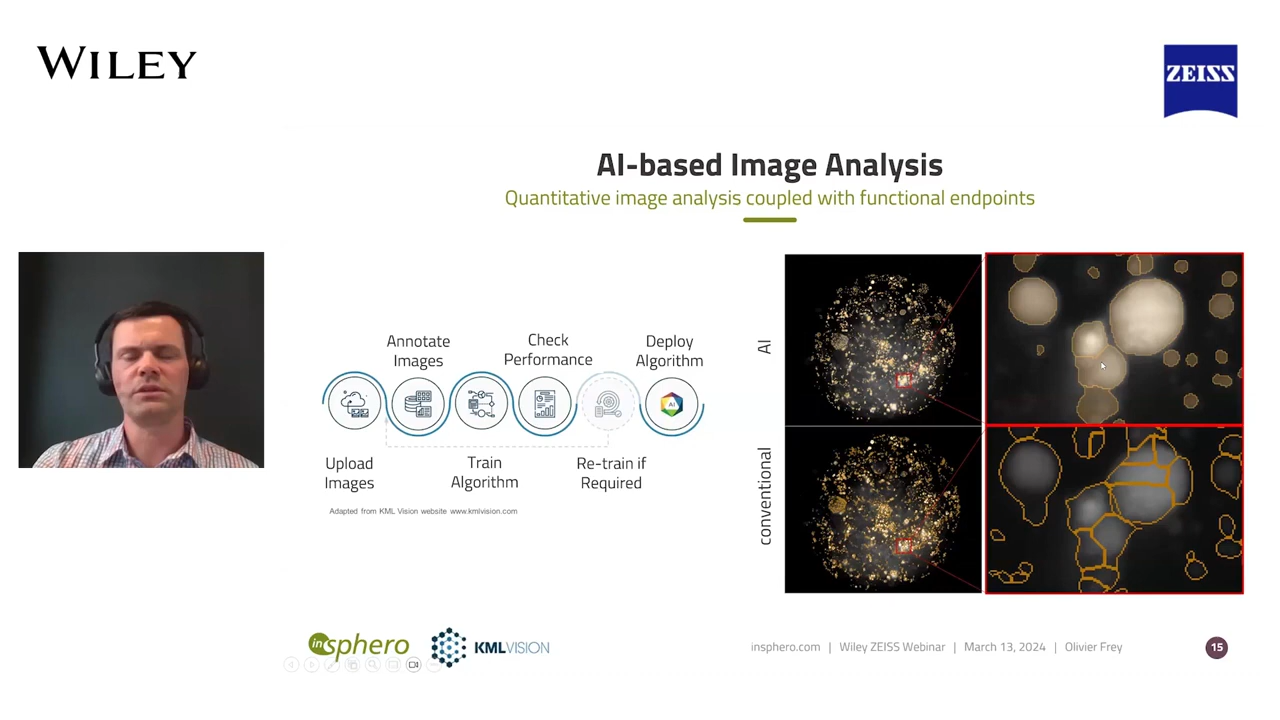 WILEY
ZEISS
AI-based Image Analysis
Quantitative image analysis coupled with functional endpoints
Annotate
Images
Check
Performance
Deploy
Algorithm
AI
Upload
Images
Train
Algorithm
Re-train if
Required
Adapted from KML Vision website www.kmlvision.com
AI
conventional
insphero
KMLVISION
insphero.com | Wiley ZEISS Webinar | March 13, 2024 | Olivier Frey
15